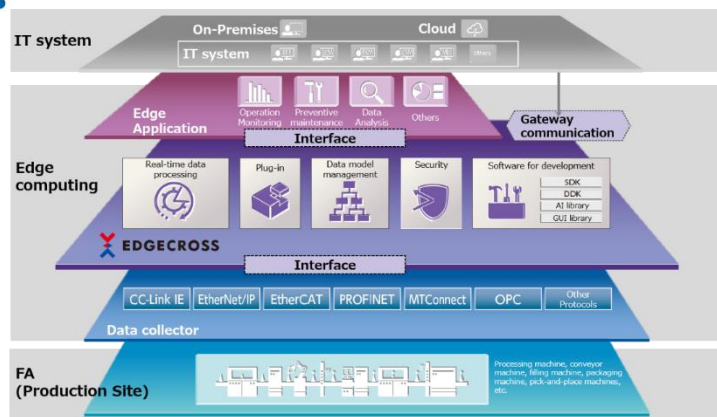 On-Premises
Cloud
IT system
IT system
Others
Edge
Application
Operation
Monitoring
Preventive
maintenance
Data
Analysis
Others
Gateway
communication
Interface
Edge
computing
Real-time data
processing
Plug-in
Data model
management
Security
Software for development
SDK
DDK
AI library
GUI library
EDGECROSS
Interface
CC-Link IE
EtherNet/IP
EtherCAT
PROFINET
MTConnect
OPC
Other
Protocols
Data collector
FA
(Production Site)
Processing machine, conveyor
machine, filling machine, packaging
machine, pick-and-place machines,
etc.